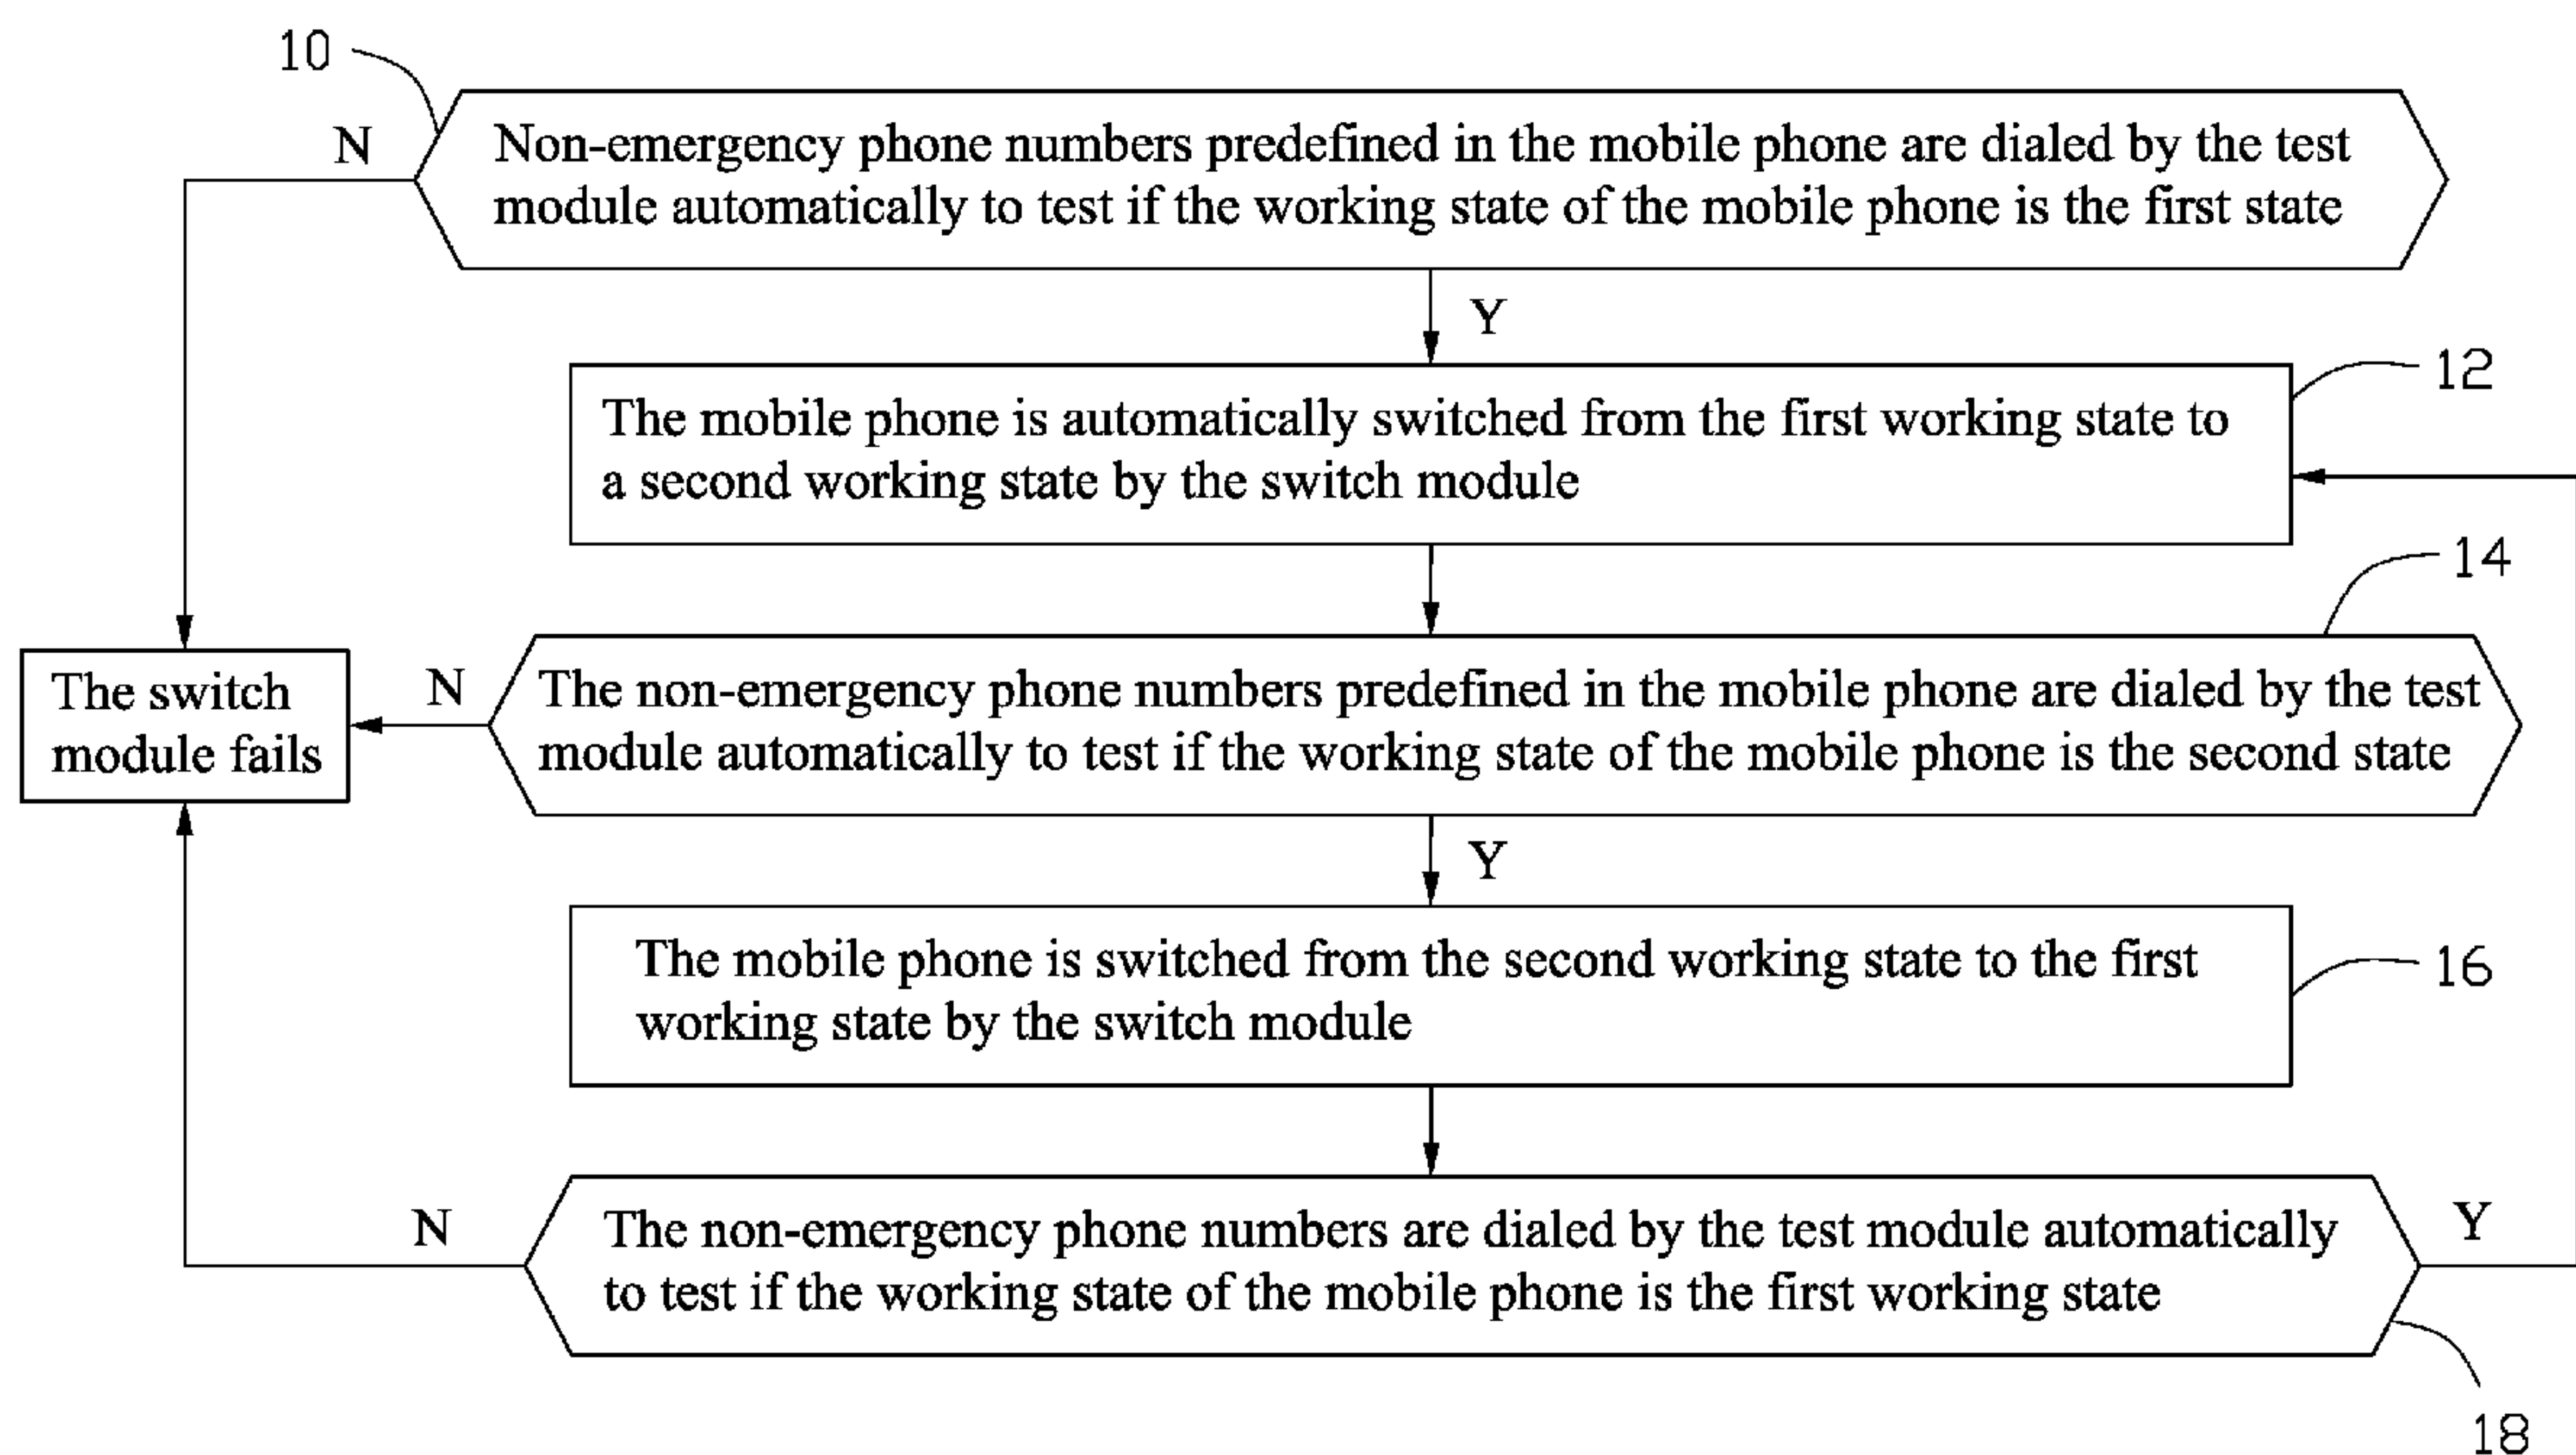 10
N
Non-emergency phone numbers predefined in the mobile phone are dialed by the test
module automatically to test if the working state of the mobile phone is the first state
Y
12
The mobile phone is automatically switched from the first working state to
a second working state by the switch module
14
The switch
module fails
N
The non-emergency phone numbers predefined in the mobile phone are dialed by the test
module automatically to test if the working state of the mobile phone is the second state
Y
The mobile phone is switched from the second working state to the first
working state by the switch module
16
N
The non-emergency phone numbers are dialed by the test module automatically
to test if the working state of the mobile phone is the first working state
Y
18